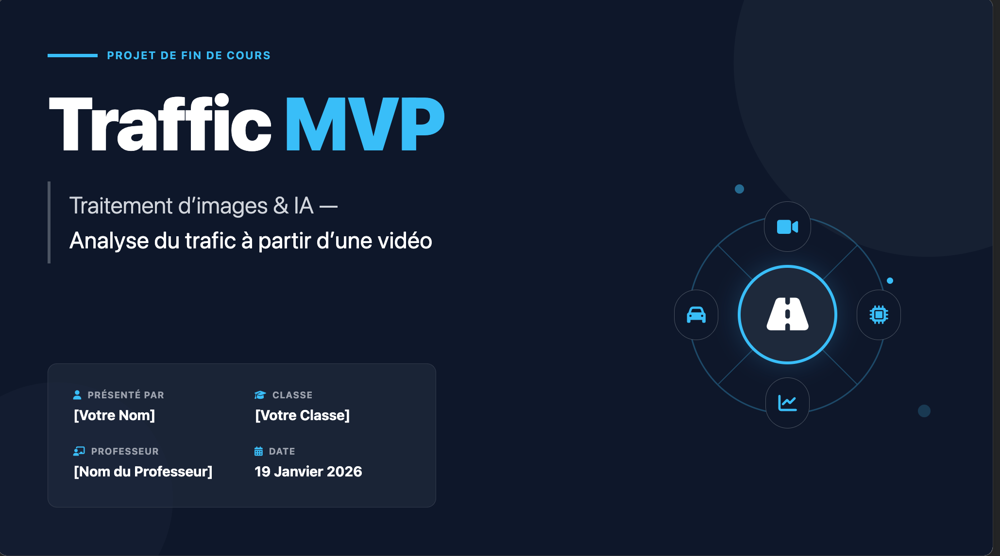 PROJET DE FIN DE COURS
Traffic MVP
Traitement d’images & IA —
Analyse du trafic à partir d’une vidéo
PRÉSENTÉ PAR
[Votre Nom]
CLASSE
[Votre Classe]
PROFESSEUR
[Nom du Professeur]
DATE
19 Janvier 2026